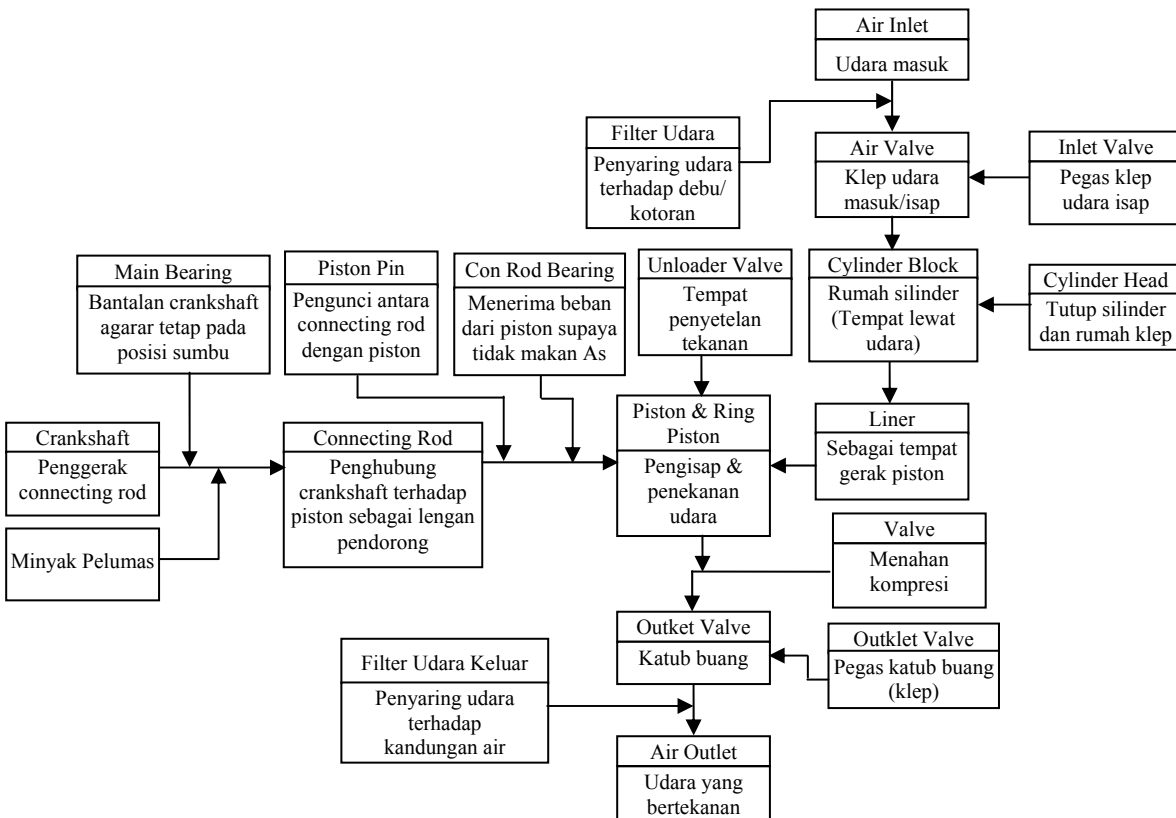 Air Inlet
Udara masuk
Filter Udara
Penyaring udara
terhadap debu/
kotoran
Air Valve
Klep udara
masuk/isap
Inlet Valve
Pegas klep
udara isap
Main Bearing
Bantalan crankshaft
agarar tetap pada
posisi sumbu
Piston Pin
Pengunci antara
connecting rod
dengan piston
Con Rod Bearing
Menerima beban
dari piston supaya
tidak makan As
Unloader Valve
Tempat
penyetelan
tekanan
Cylinder Block
Rumah silinder
(Tempat lewat
udara)
Cylinder Head
Tutup silinder
dan rumah klep
Crankshaft
Penggerak
connecting rod
Connecting Rod
Penghubung
crankshaft terhadap
piston sebagai lengan
pendorong
Piston & Ring
Piston
Pengisap &
penekanan
udara
Liner
Sebagai tempat
gerak piston
Minyak Pelumas
Valve
Menahan
kompresi
Outket Valve
Katub buang
Outklet Valve
Pegas katub buang
(klep)
Filter Udara Keluar
Penyaring udara
terhadap
kandungan air
Air Outlet
Udara yang
bertekanan